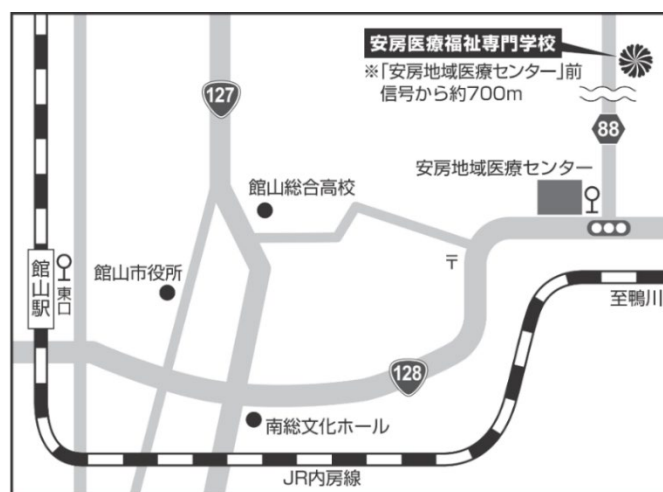 安房医療福祉専門学校
※「安房地域医療センター」前
信号から約700m
127
88
安房地域医療センター
館山総合高校
〒
館山市役所
館山駅
東口
至鴨川
128
南総文化ホール
JR内房線